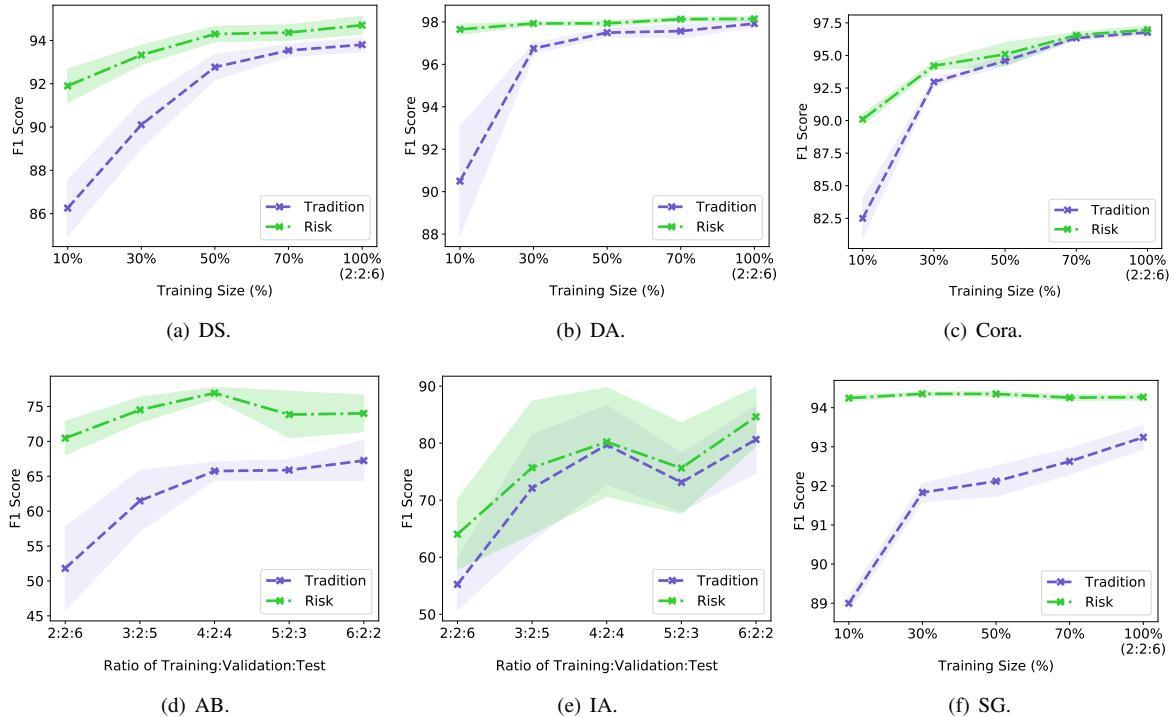 94
92
90
88
86
F1 Score
10%
30%
50%
70%
100%
(2:2:6)
Training Size (%)
Tradition
Risk
(a) DS.
98
96
94
92
90
88
F1 Score
10%
30%
50%
70%
100%
(2:2:6)
Training Size (%)
Tradition
Risk
(b) DA.
97.5
95.0
92.5
90.0
87.5
85.0
82.5
F1 Score
10%
30%
50%
70%
100%
(2:2:6)
Training Size (%)
Tradition
Risk
(c) Cora.
75
70
65
60
55
50
45
F1 Score
2:2:6
3:2:5
4:2:4
5:2:3
6:2:2
Ratio of Training:Validation:Test
Tradition
Risk
(d) AB.
90
80
70
60
50
F1 Score
2:2:6
3:2:5
4:2:4
5:2:3
6:2:2
Ratio of Training:Validation:Test
Tradition
Risk
(e) IA.
94
93
92
91
90
89
F1 Score
10%
30%
50%
70%
100%
(2:2:6)
Training Size (%)
Tradition
Risk
(f) SG.